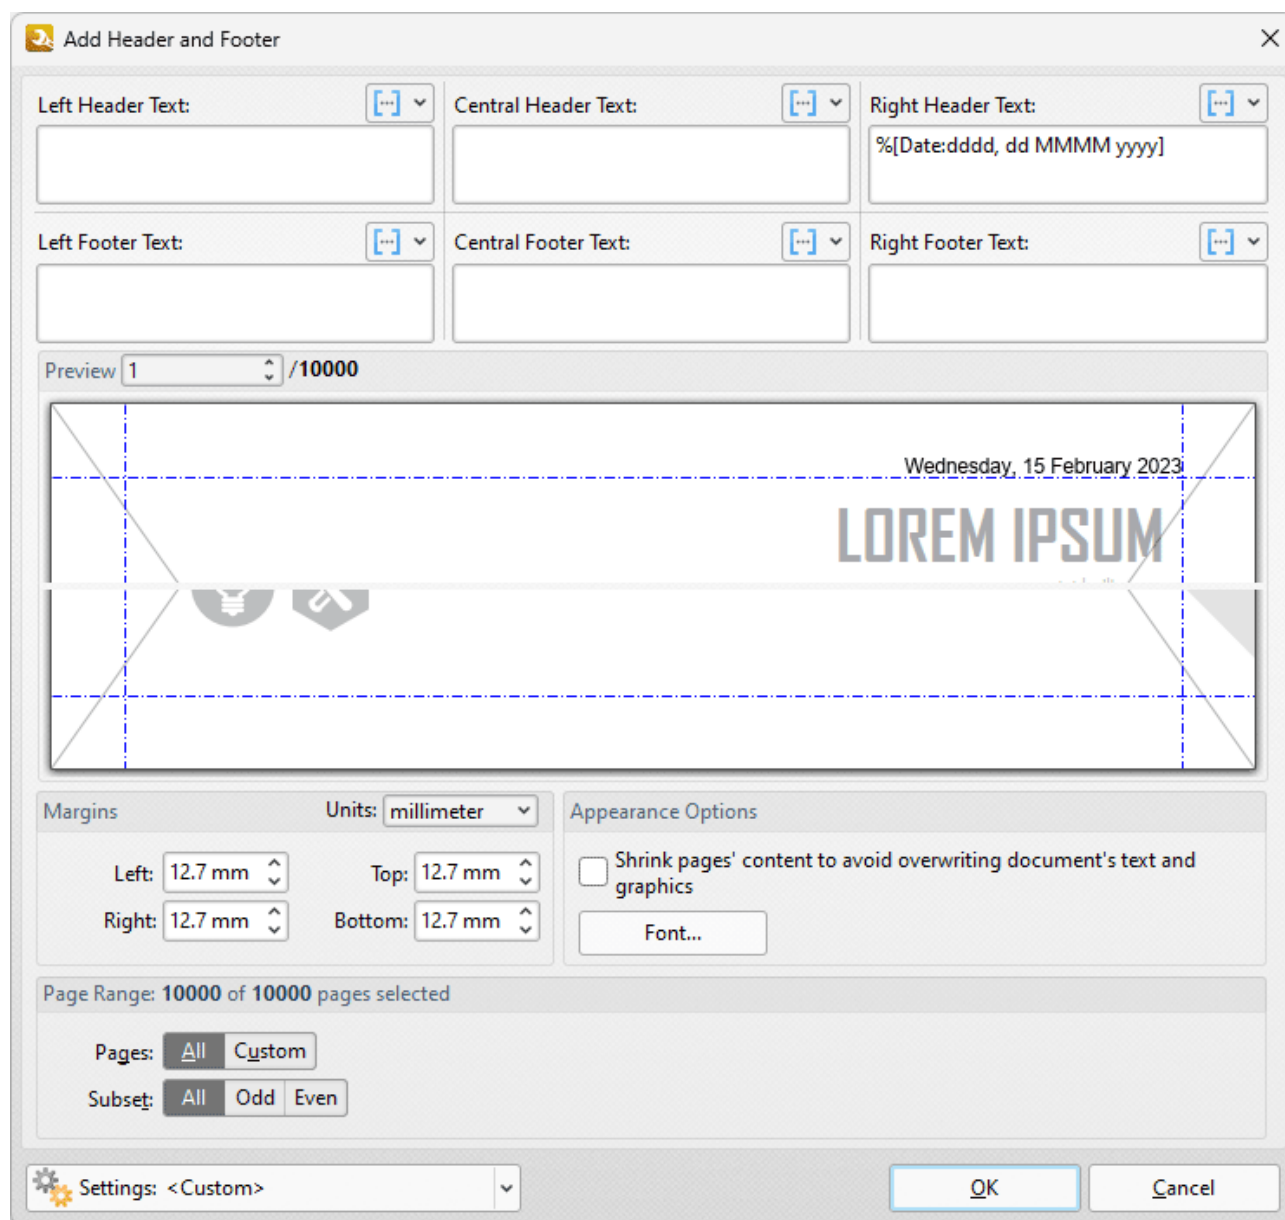 Add Header and Footer
Left Header Text:
Central Header Text:
Right Header Text:
%[Date:dddd, dd MMMM yyyy]
Left Footer Text:
Central Footer Text:
Right Footer Text:
Preview 1 /10000
Wednesday, 15 February 2023
LOREM IPSUM
Margins Units: millimeter
Appearance Options
Left: 12.7 mm Top: 12.7 mm
Right: 12.7 mm Bottom: 12.7 mm
Shrink pages' content to avoid overwriting document's text and
graphics
Font...
Page Range: 10000 of 10000 pages selected
Pages: All Custom
Subset: All Odd Even
Settings: <Custom>
OK
Cancel